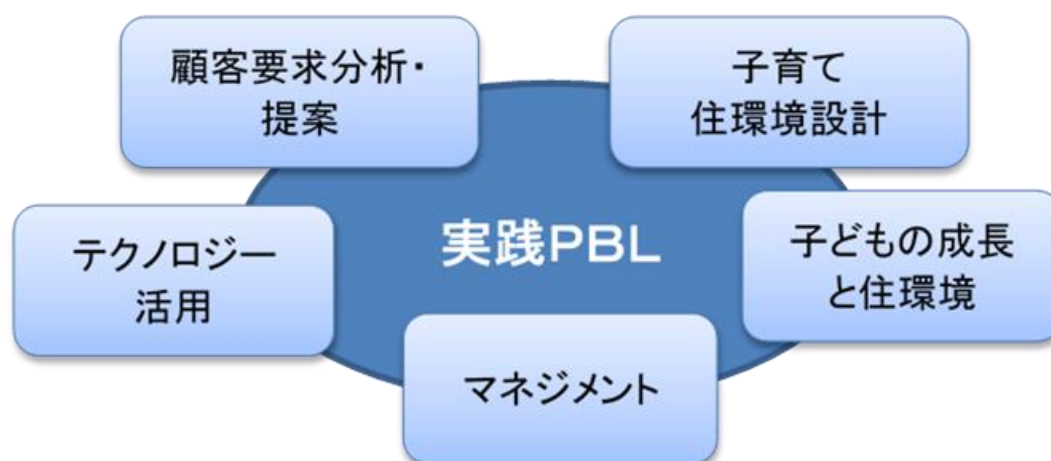 顧客要求分析・
提案
子育て
住環境設計
実践PBL
テクノロジー
活用
子どもの成長
と住環境
マネジメント